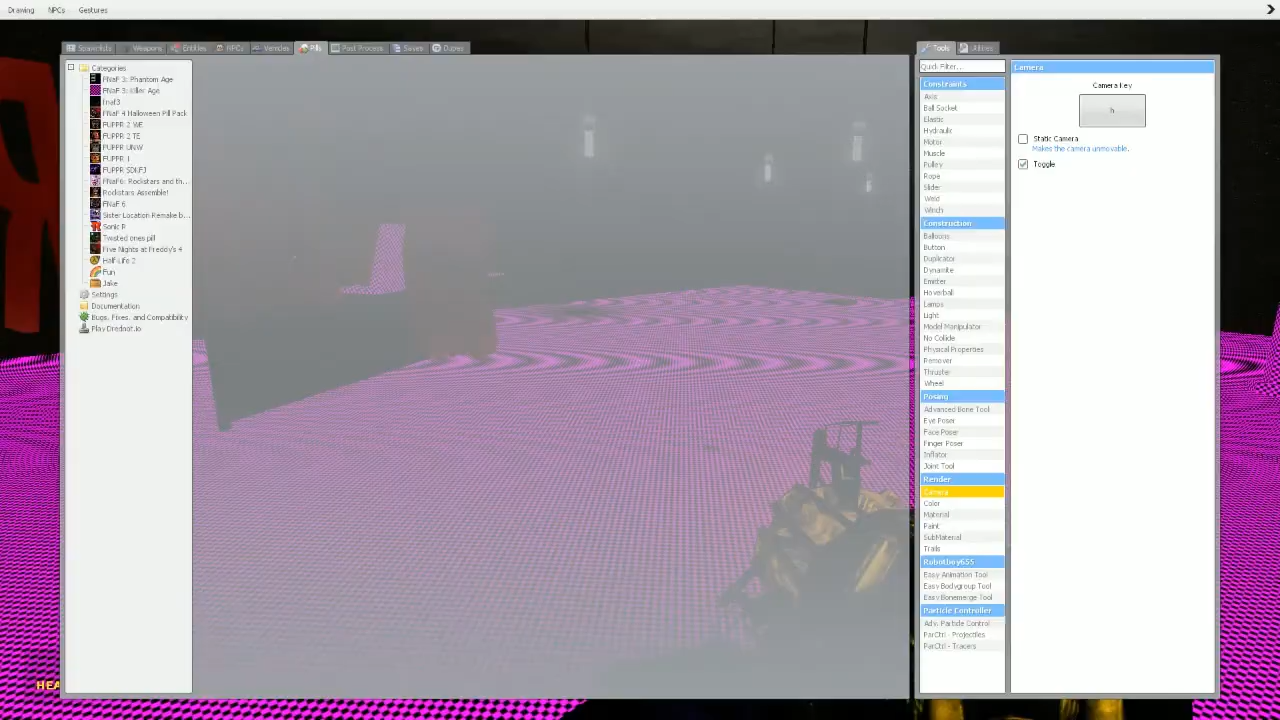 Drawing NPCs Gestures
Spawnlists Weapons Entities NPCs Vehicles Pills Post Process Saves Dupes
Categories
FNaF 3: Phantom Age
FNaF 3: Killer Age
fnaf3
FNaF 4 Halloween Pill Pack
FUPPR 2 WE
FUPPR 2 TE
FUPPR UNW
FUPPR 1
FNaF6: Rockstars and th...
Rockstars Assemble!
FNaF 6
Sister Location Remake b...
Sonic R
Twisted ones pill
Five Nights at Freddy's 4
Half-Life 2
Fun
Jake
Settings
Documentation
Bugs, Fixes, and Compatibility
Play Drednot.io
HEA
Tools Utilities
Quick Filter...
Constraints
Axis
Ball Socket
Elastic
Hydraulic
Motor
Muscle
Pulley
Rope
Slider
Weld
Winch
Construction
Balloons
Button
Duplicator
Dynamite
Emitter
Hoverball
Lamps
Light
Model Manipulator
No Collide
Physical Properties
Remover
Thruster
Wheel
Posing
Advanced Bone Tool
Eye Poser
Face Poser
Finger Poser
Inflator
Joint Tool
Render
Camera
Color
Material
Paint
SubMaterial
Trails
Robotboy655
Easy Animation Tool
Easy Bodygroup Tool
Easy Bonemerge Tool
Particle Controller
Adv. Particle Control
ParCtrl - Projectiles
ParCtrl - Tracers
Camera
Camera Key
h
Static Camera
Makes the camera unmovable.
Toggle